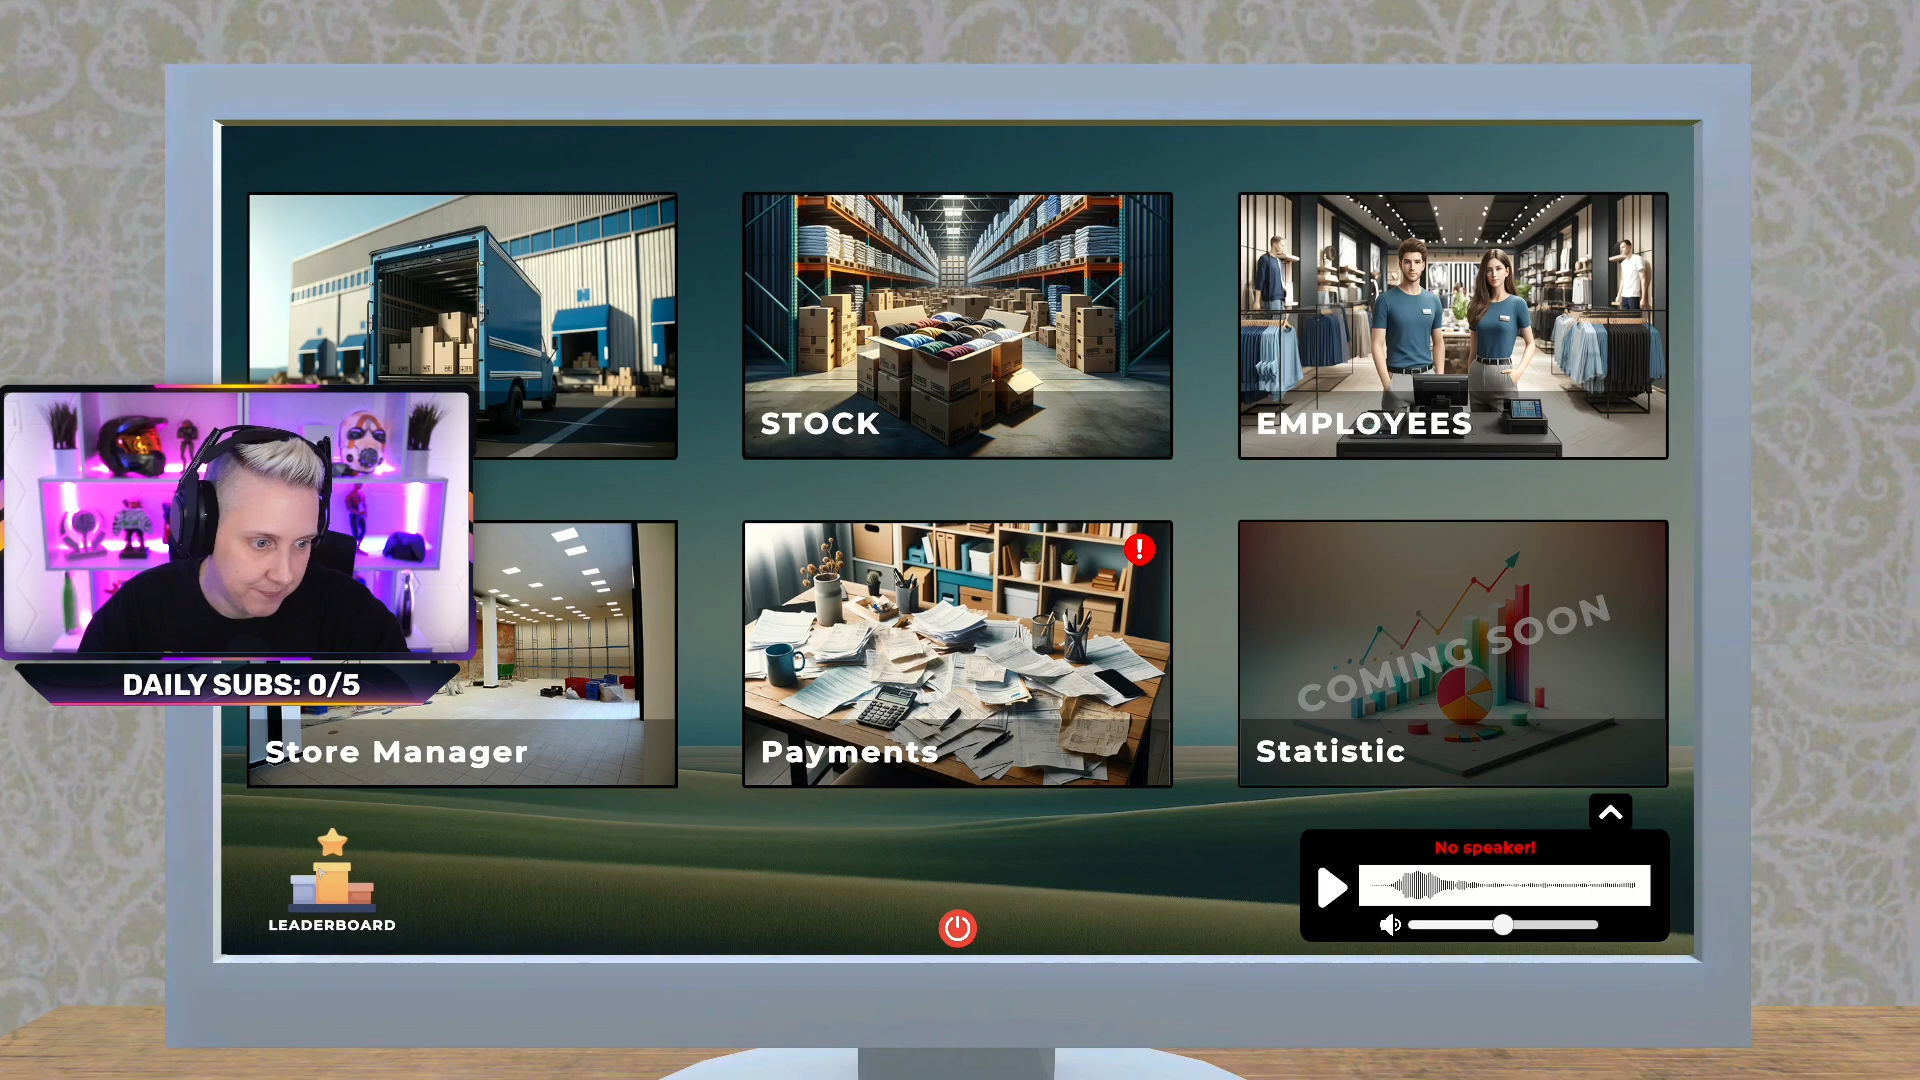 STOCK
EMPLOYEES
DAILY SUBS: 0/5
COMING SOON
Store Manager
Payments
!
Statistic
No speaker!
LEADERBOARD